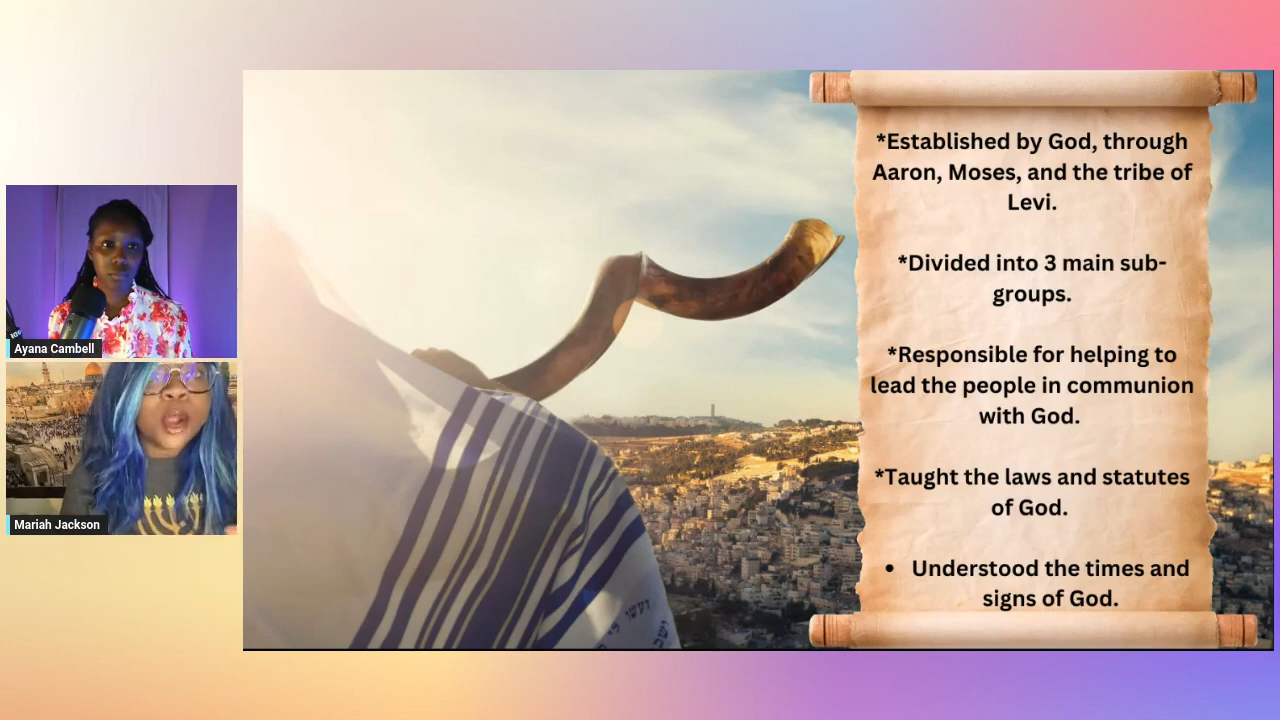 *Established by God, through
Aaron, Moses, and the tribe of
Levi.
*Divided into 3 main sub-
groups.
*Responsible for helping to
lead the people in communion
with God.
*Taught the laws and statutes
of God.
• Understood the times and
signs of God.
Ayana Cambell
Mariah Jackson